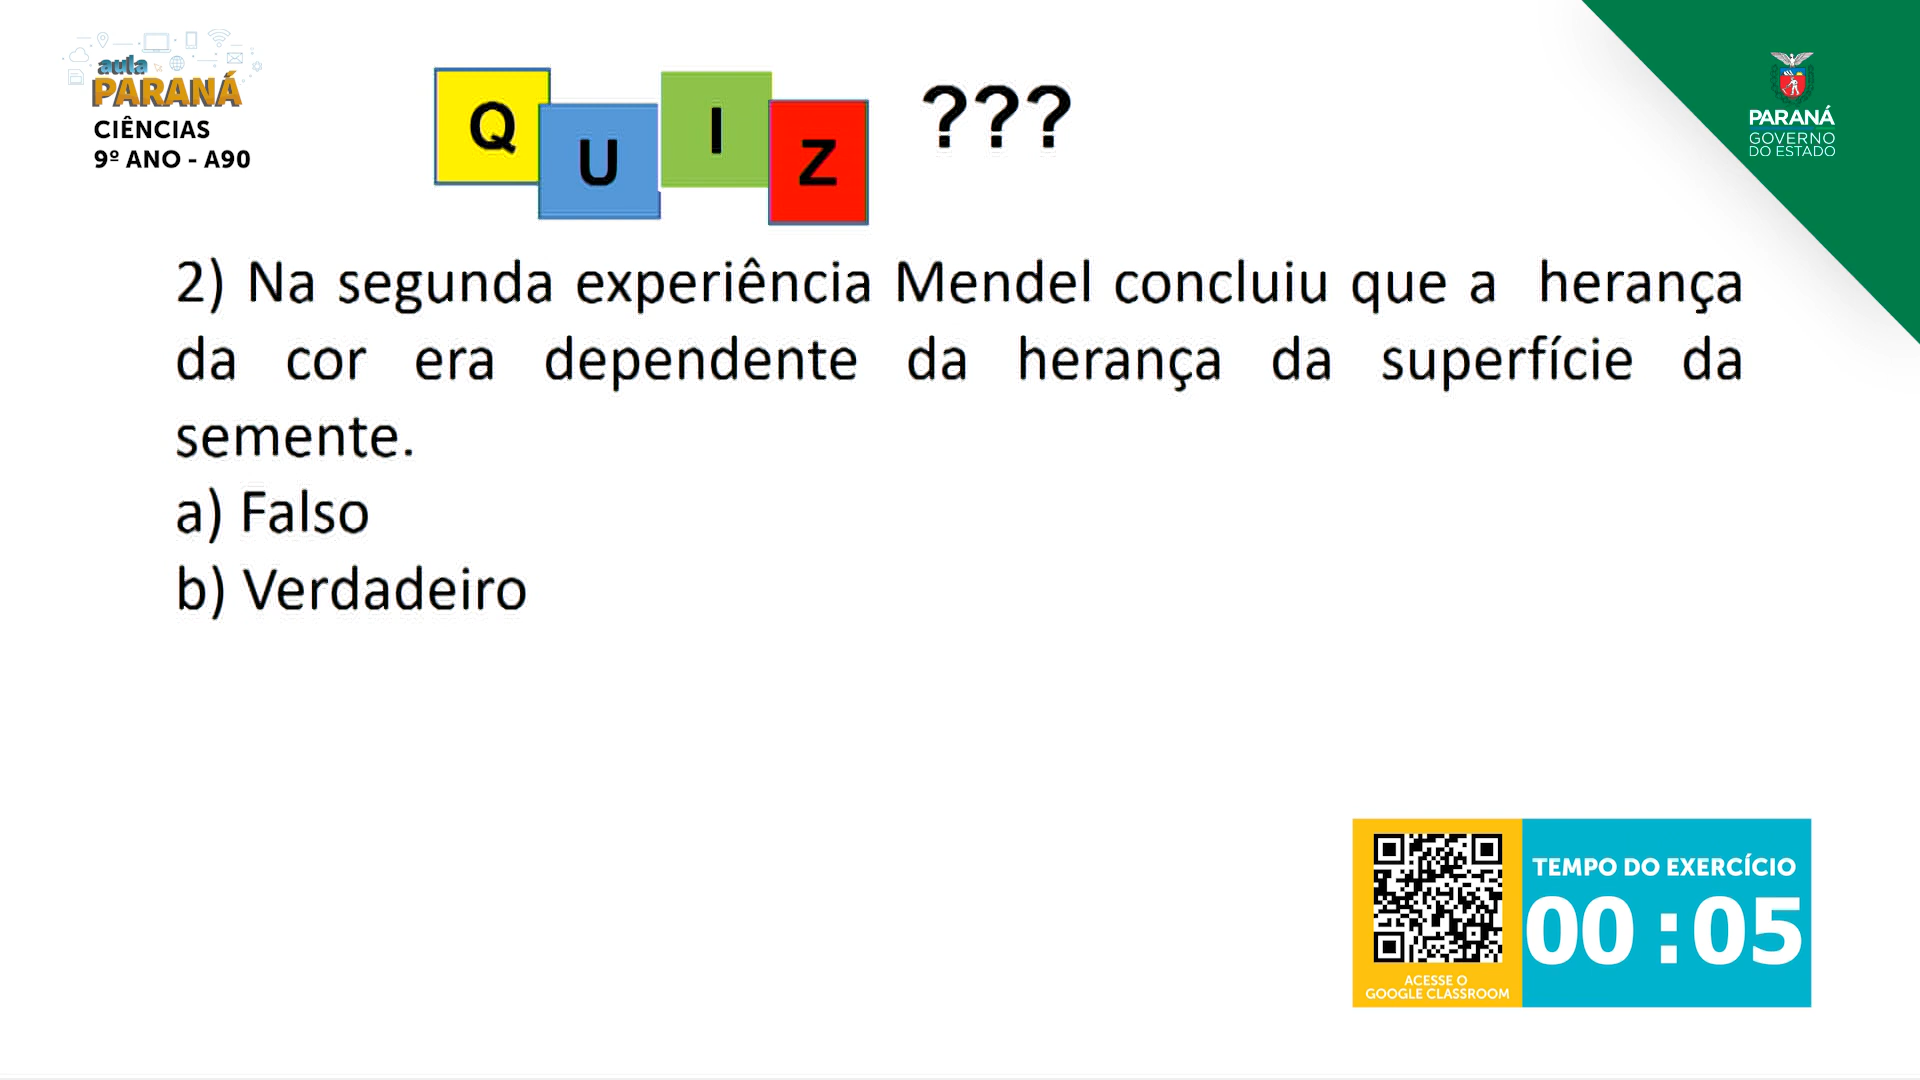 aula
PARANÁ
CIÊNCIAS
9º ANO - A90
QUIZ ???
PARANÁ
GOVERNO
DO ESTADO
2) Na segunda experiência Mendel concluiu que a herança
da cor era dependente da herança da superfície da
semente.
a) Falso
b) Verdadeiro
ACESSE O
GOOGLE CLASSROOM
TEMPO DO EXERCÍCIO
00:05